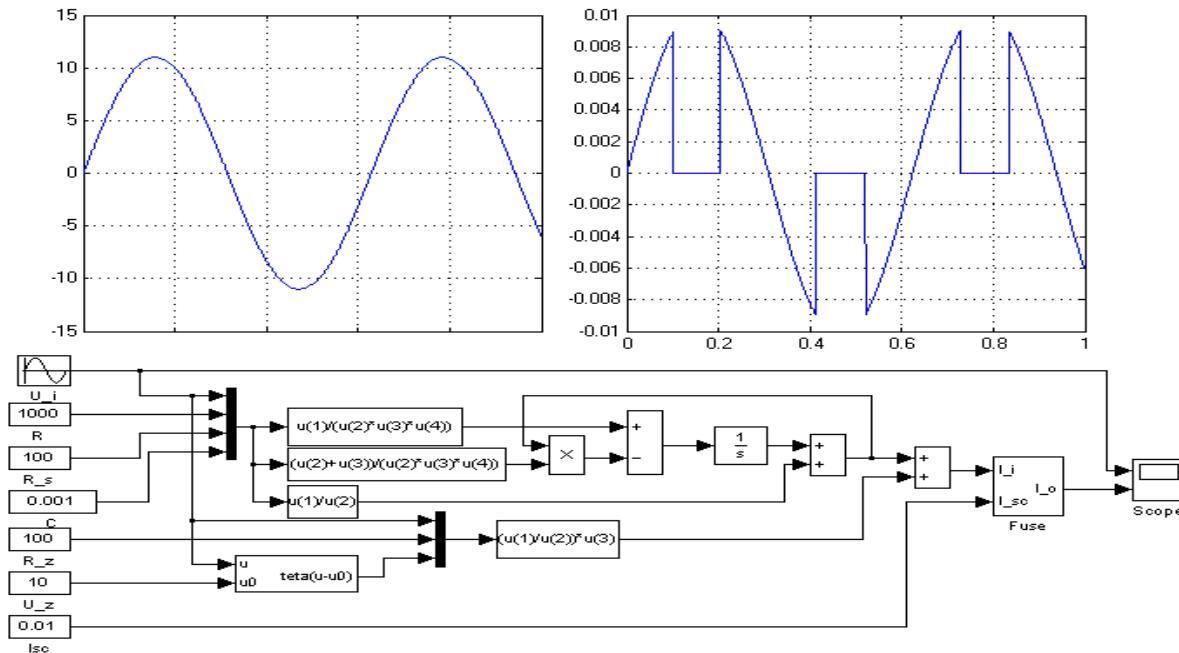 15
10
5
0
-5
-10
-15
0.01
0.008
0.006
0.004
0.002
0
-0.002
-0.004
-0.006
-0.008
-0.01
0 0.2 0.4 0.6 0.8 1
U_i
1000
R
100
R_s
0.001
C
100
R_z
10
U_z
0.01
Isc
u(1)/(u(2)*u(3)*u(4))
(u(2)+u(3))/(u(2)*u(3)*u(4))
u(1)/u(2)
u
u0
teta(u-u0)
(u(1)/u(2))*u(3)
×
+
−
1
s
+
+
+
+
I_i
I_sc
I_o
Fuse
Scope